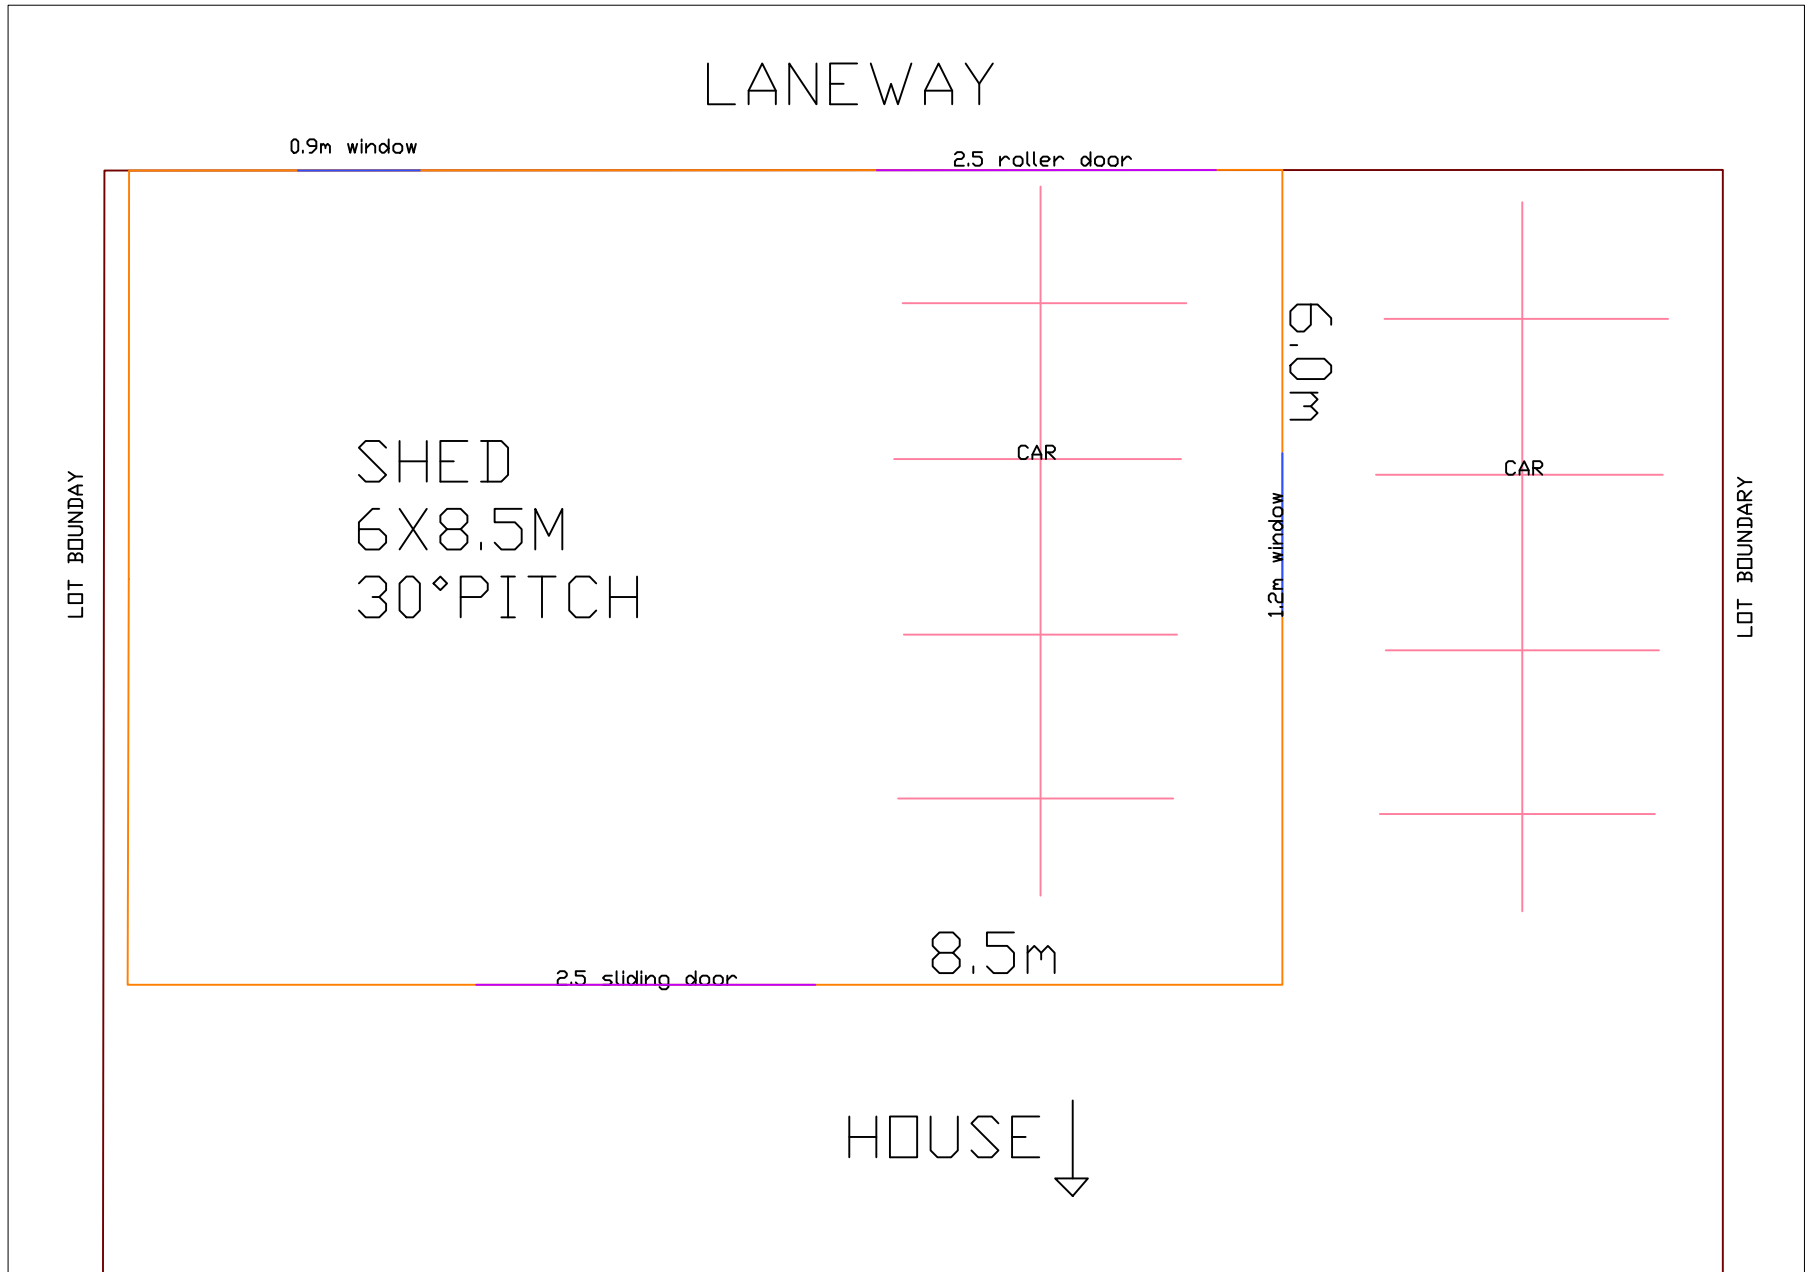 LANEWAY
0.9m window
2.5 roller door
6.0m
SHED
6X8.5M
30°PITCH
CAR
CAR
LOT BOUNDAY
1.2m window
LOT BOUNDARY
8.5m
2.5 sliding door
HOUSE